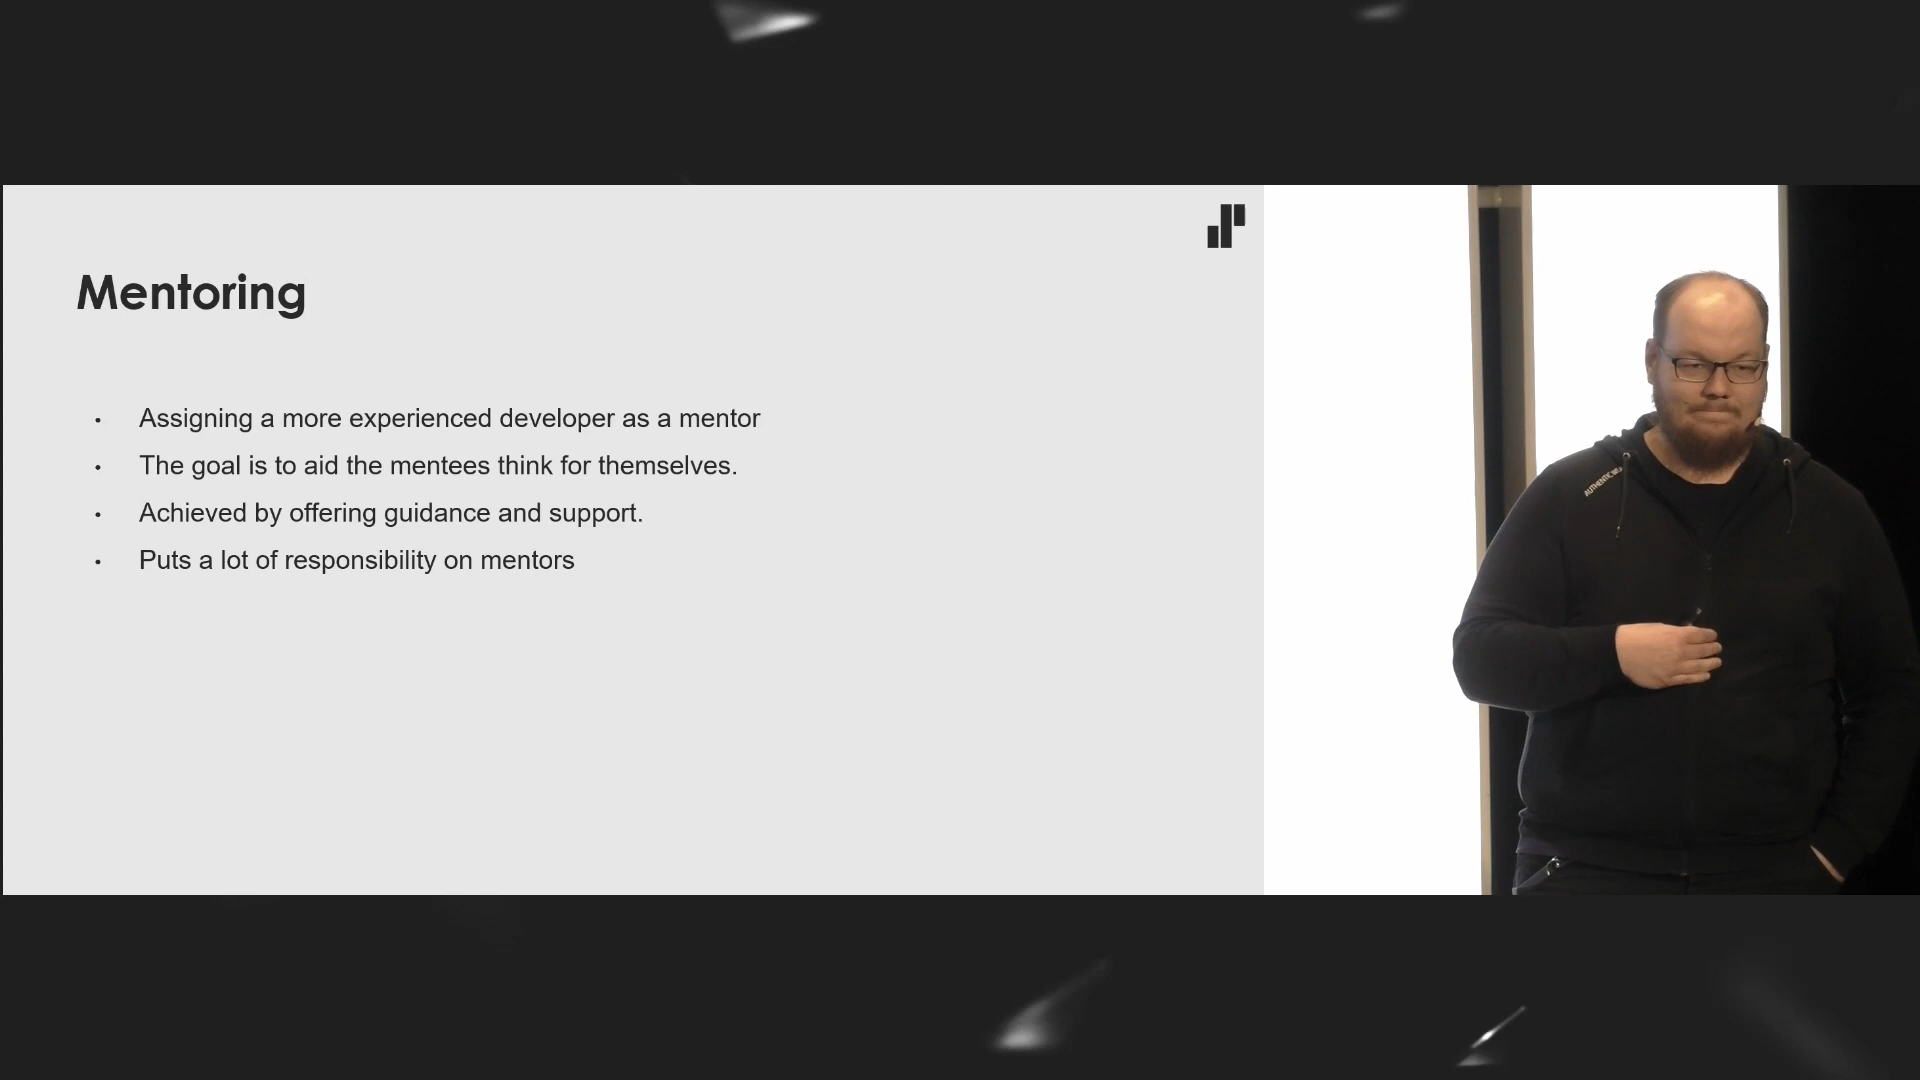 Mentoring
• Assigning a more experienced developer as a mentor
• The goal is to aid the mentees think for themselves.
• Achieved by offering guidance and support.
• Puts a lot of responsibility on mentors